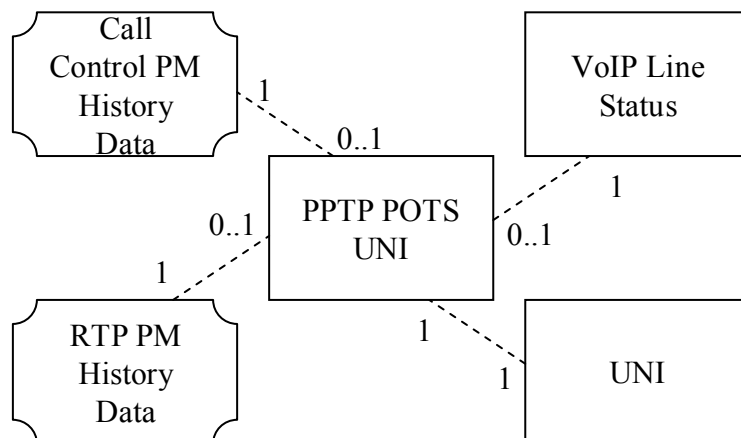 Call
Control PM
History
Data
1
0..1
VoIP Line
Status
1
0..1
PPTP POTS
UNI
0..1
1
RTP PM
History
Data
1
1
UNI